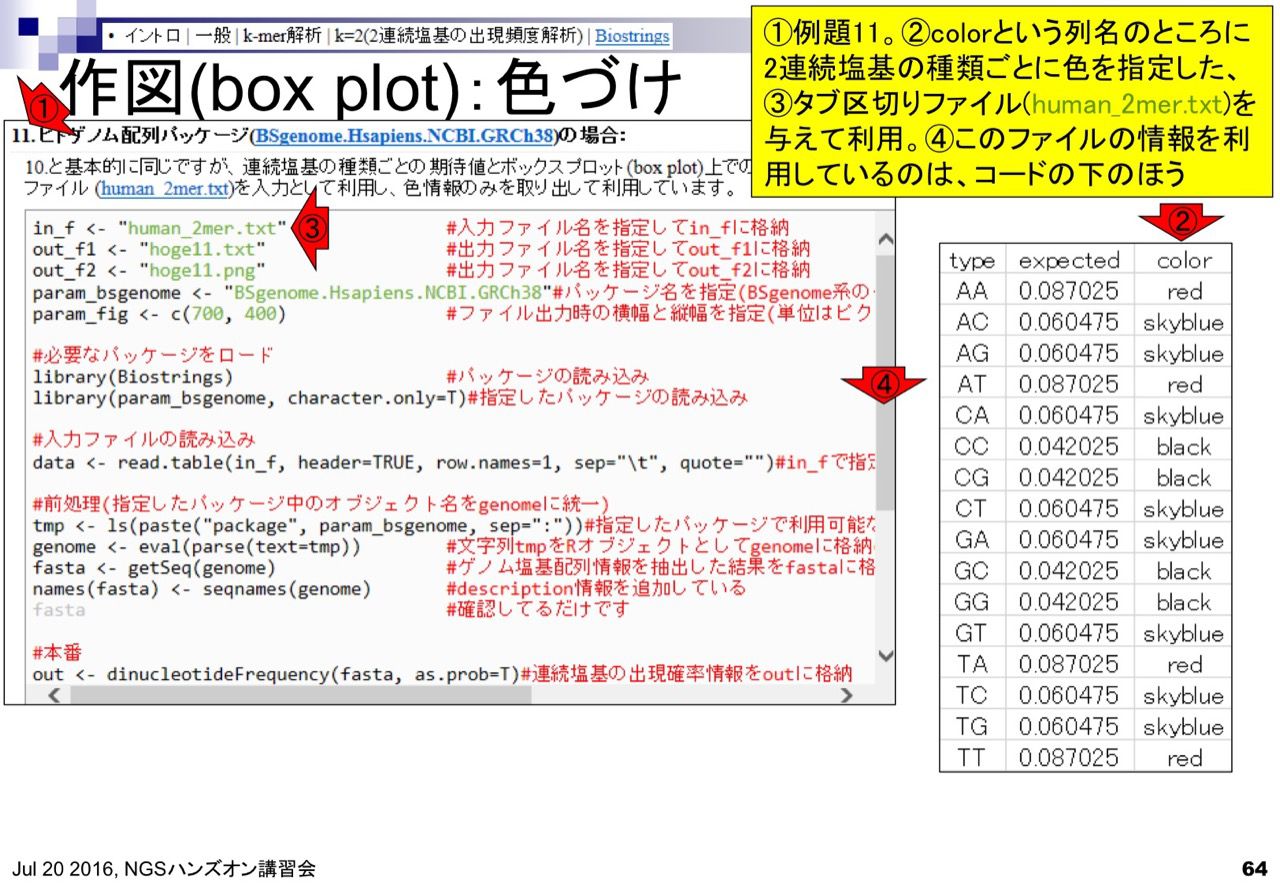 • イントロ | 一般 | k-mer解析 | k=2(2連続塩基の出現頻度解析) | Biostrings
作図(box plot)：色づけ
①例題11。②colorという列名のところに
2連続塩基の種類ごとに色を指定した、
③タブ区切りファイル(human_2mer.txt)を
与えて利用。④このファイルの情報を利
用しているのは、コードの下のほう
①
11.ヒトゲノム配列パッケージ(BSgenome.Hsapiens.NCBI.GRCh38)の場合:
10.と基本的に同じですが、連続塩基の種類ごとの期待値とボックスプロット(box plot)上での
ファイル (human_2mer.txt)を入力として利用し、色情報のみを取り出して利用しています。
in_f <- "human_2mer.txt" #入力ファイル名を指定してin_fに格納
③
out_f1 <- "hoge11.txt" #出力ファイル名を指定してout_f1に格納
out_f2 <- "hoge11.png" #出力ファイル名を指定してout_f2に格納
param_bsgenome <- "BSgenome.Hsapiens.NCBI.GRCh38"#パッケージ名を指定(BSgenome系の
param_fig <- c(700, 400) #ファイル出力時の横幅と縦幅を指定(単位はピク
#必要なパッケージをロード
library(Biostrings) #パッケージの読み込み
library(param_bsgenome, character.only=T)#指定したパッケージの読み込み
④
#入力ファイルの読み込み
data <- read.table(in_f, header=TRUE, row.names=1, sep="\t", quote="")#in_fで指定
#前処理(指定したパッケージ中のオブジェクト名をgenomeに統一)
tmp <- ls(paste("package", param_bsgenome, sep=":"))#指定したパッケージで利用可能な
genome <- eval(parse(text=tmp)) #文字列tmpをRオブジェクトとしてgenomeに格納
fasta <- getSeq(genome) #ゲノム塩基配列情報を抽出した結果をfastaに格
names(fasta) <- seqnames(genome) #description情報を追加している
fasta #確認してるだけです
#本番
out <- dinucleotideFrequency(fasta, as.prob=T)#連続塩基の出現確率情報をoutに格納
②
type expected color
AA 0.087025 red
AC 0.060475 skyblue
AG 0.060475 skyblue
AT 0.087025 red
CA 0.060475 skyblue
CC 0.042025 black
CG 0.042025 black
CT 0.060475 skyblue
GA 0.060475 skyblue
GC 0.042025 black
GG 0.042025 black
GT 0.060475 skyblue
TA 0.087025 red
TC 0.060475 skyblue
TG 0.060475 skyblue
TT 0.087025 red
Jul 20 2016, NGSハンズオン講習会
64